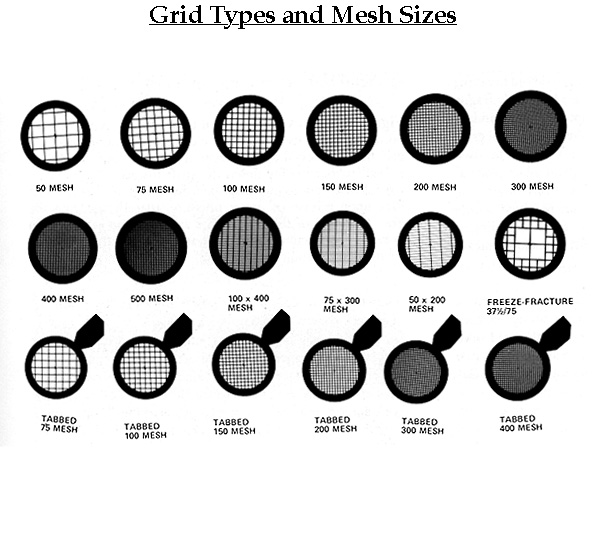 Grid Types and Mesh Sizes
50 MESH
75 MESH
100 MESH
150 MESH
200 MESH
300 MESH
400 MESH
500 MESH
100 x 400
MESH
75 x 300
MESH
50 x 200
MESH
FREEZE-FRACTURE
37½/75
TABBED
75 MESH
TABBED
100 MESH
TABBED
150 MESH
TABBED
200 MESH
TABBED
300 MESH
TABBED
400 MESH